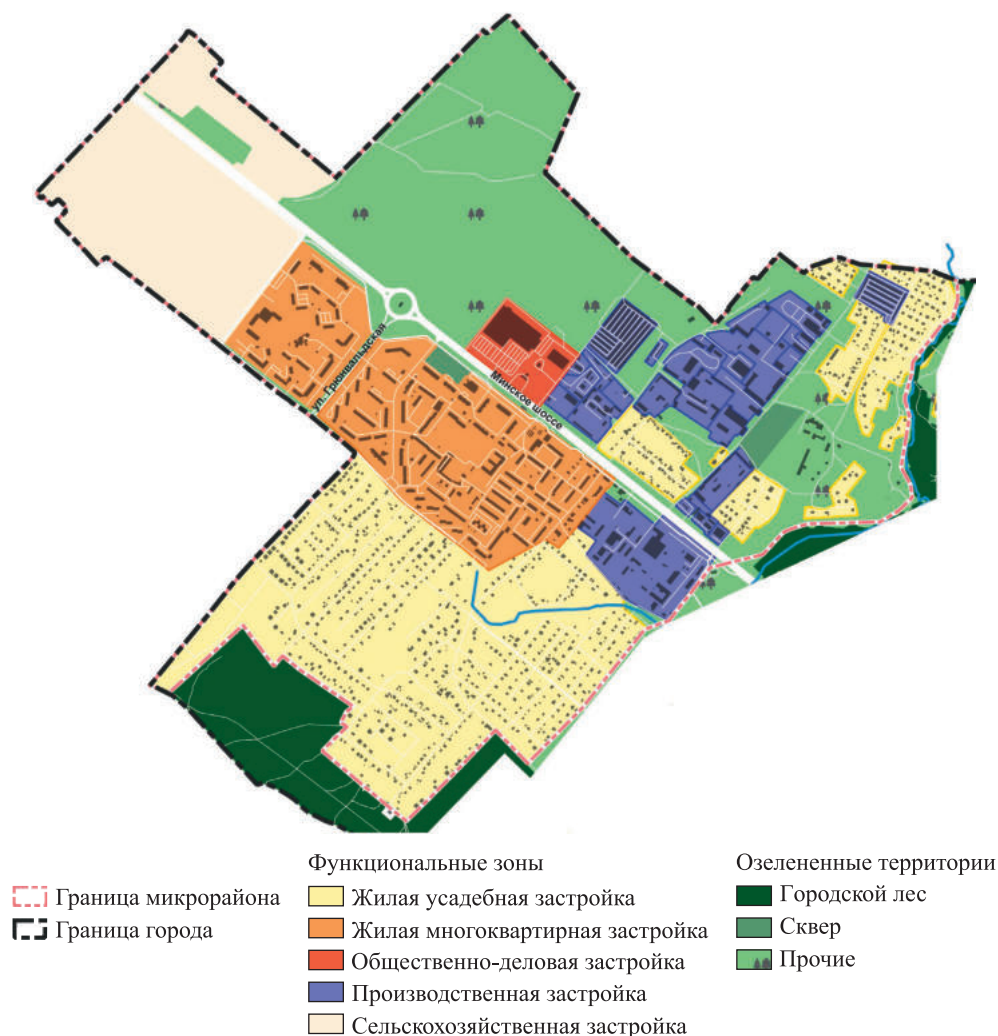 ул. Грюнвальдская
Минское шоссе
Граница микрорайона
Граница города
Функциональные зоны
Жилая усадебная застройка
Жилая многоквартирная застройка
Общественно-деловая застройка
Производственная застройка
Сельскохозяйственная застройка
Озелененные территории
Городской лес
Сквер
Прочие